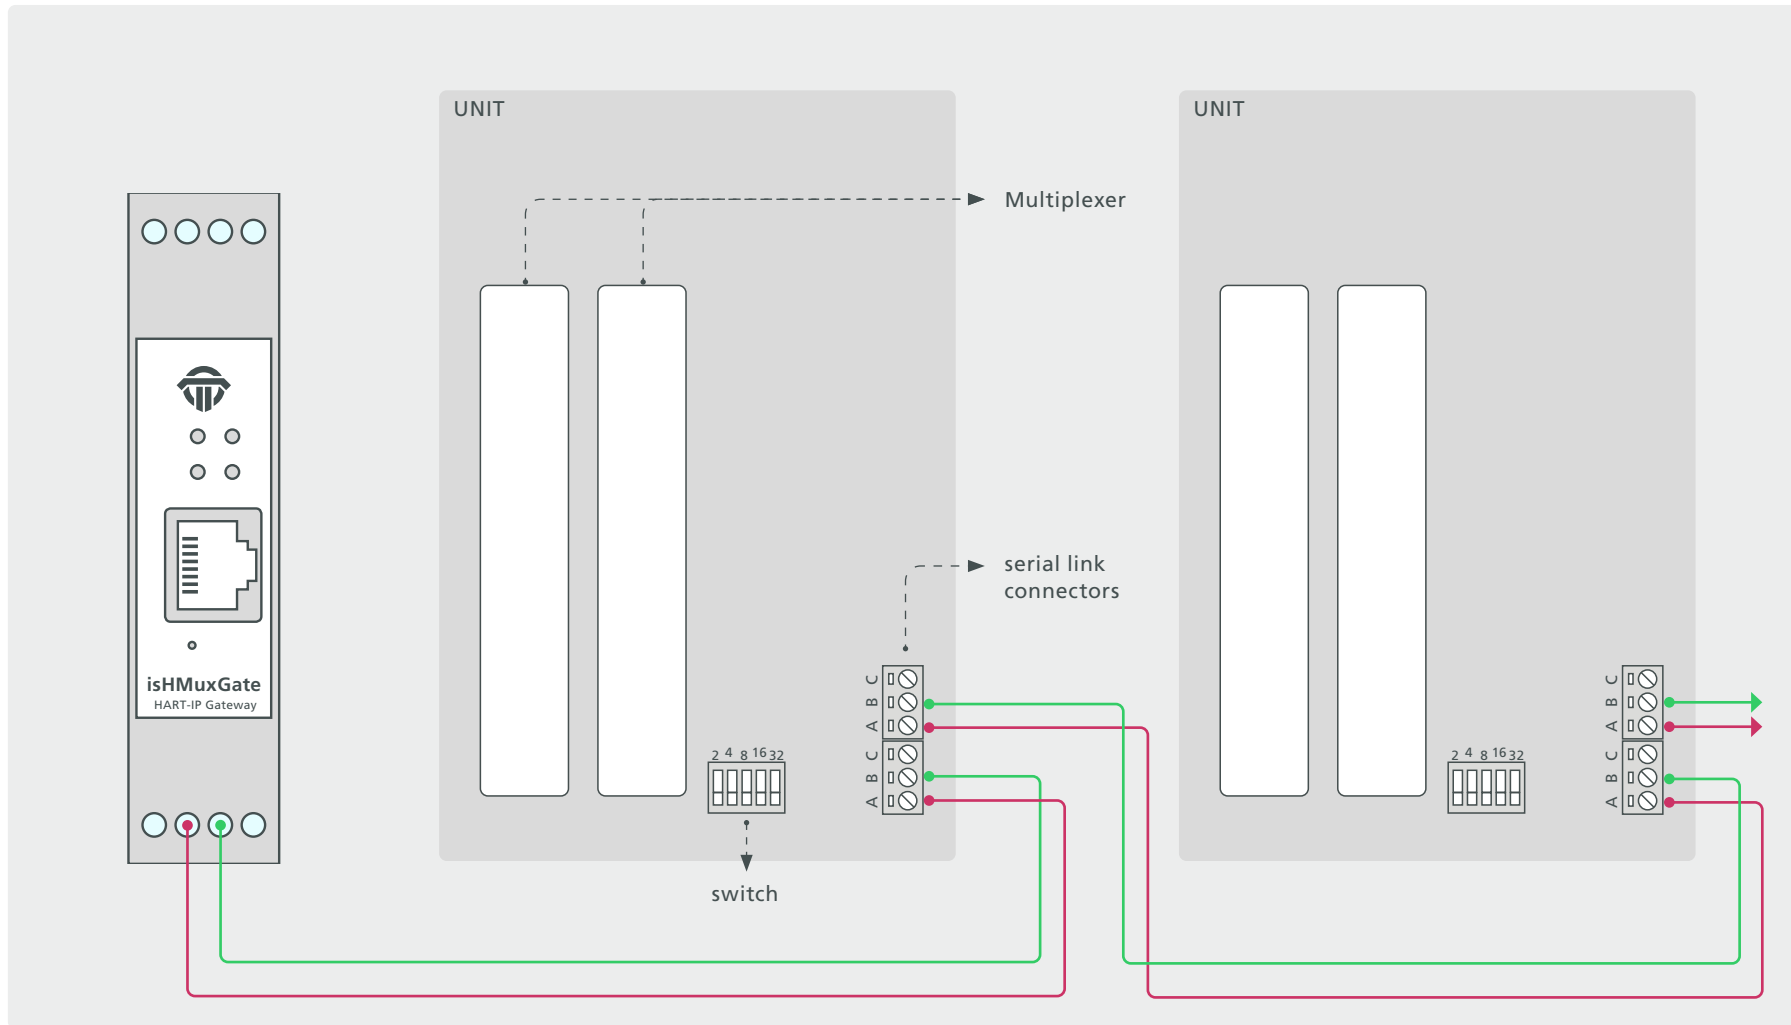 UNIT
UNIT
Multiplexer
serial link
connectors
isHMuxGate
HART-IP Gateway
C
B
A
C
B
A
2 4 8 16 32
switch
C
B
A
C
B
A
2 4 8 16 32